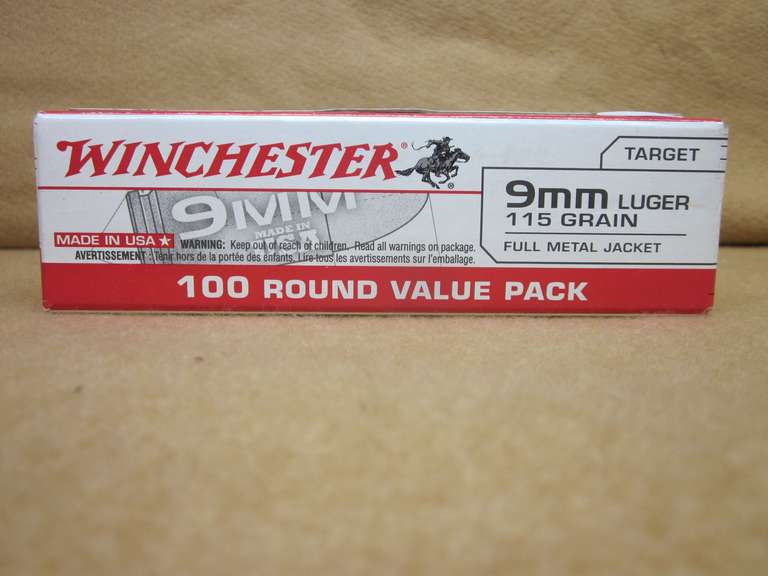 WINCHESTER®
®
TARGET
9mm LUGER
115 GRAIN
FULL METAL JACKET
9MM
MADE IN
USA
MADE IN USA★
WARNING: Keep out of reach of children. Read all warnings on package.
AVERTISSEMENT : Tenir hors de la portée des enfants. Lire tous les avertissements sur l'emballage.
100 ROUND VALUE PACK